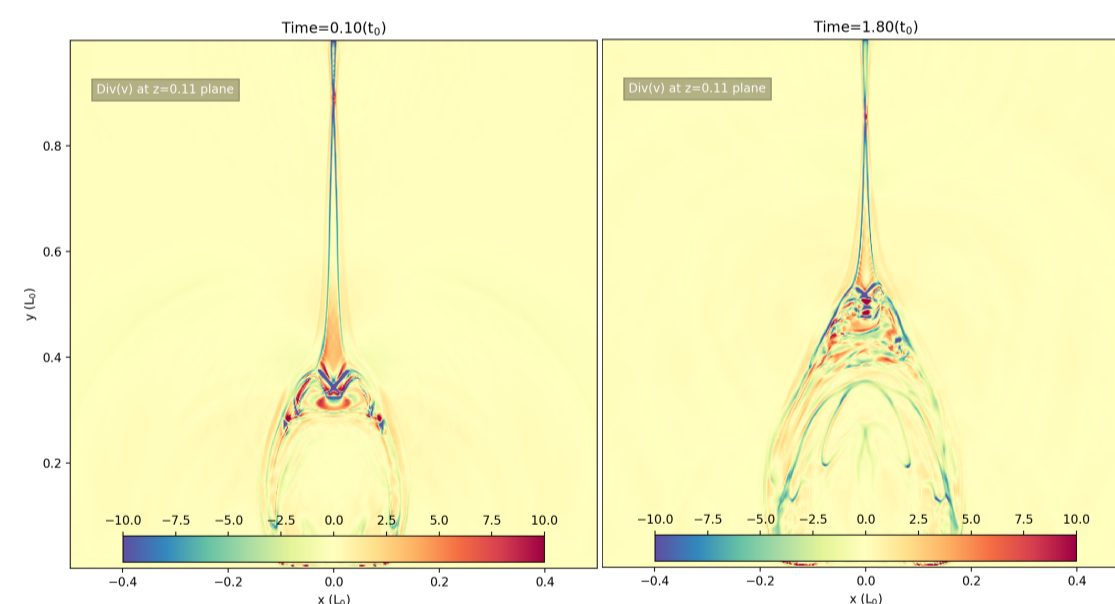 Time=0.10(t₀)
Div(v) at z=0.11 plane
y (L₀)
0.8
0.6
0.4
0.2
−10.0 −7.5 −5.0 −2.5 0.0 2.5 5.0 7.5 10.0
−0.4 −0.2 0.0 0.2 0.4
x (L₀)
Time=1.80(t₀)
Div(v) at z=0.11 plane
−10.0 −7.5 −5.0 −2.5 0.0 2.5 5.0 7.5 10.0
−0.4 −0.2 0.0 0.2 0.4
x (L₀)